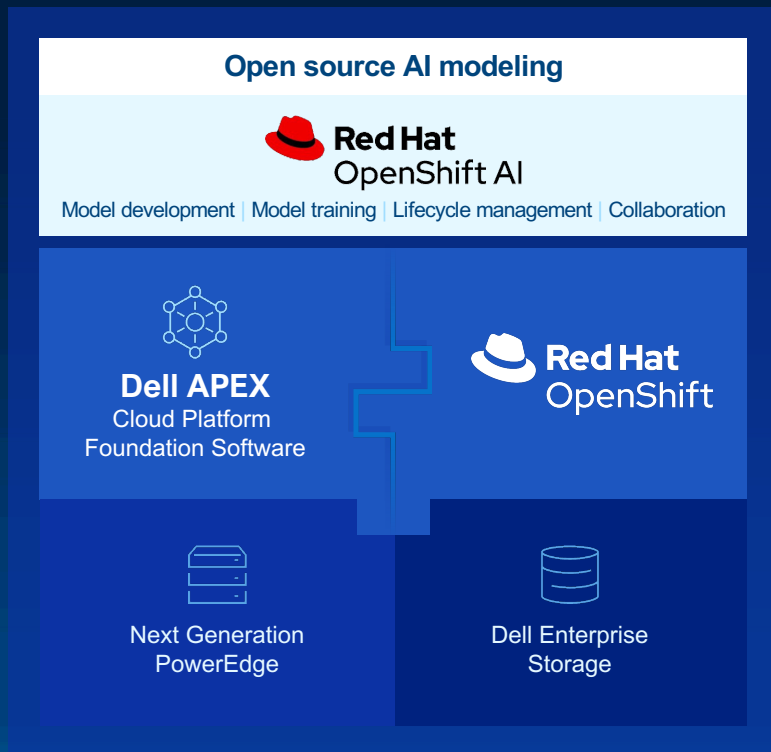 Open source AI modeling
Red Hat
OpenShift AI
Model development | Model training | Lifecycle management | Collaboration
Dell APEX
Cloud Platform
Foundation Software
Red Hat
OpenShift
Next Generation
PowerEdge
Dell Enterprise
Storage